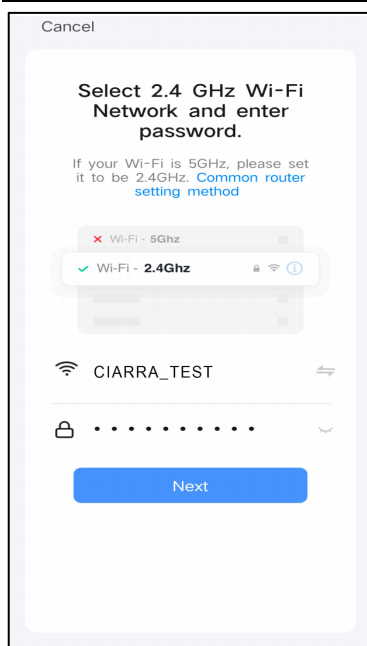 Cancel
Select 2.4 GHz Wi-Fi
Network and enter
password.
If your Wi-Fi is 5GHz, please set
it to be 2.4GHz. Common router
setting method
Wi-Fi - 5Ghz
Wi-Fi - 2.4Ghz
CIARRA_TEST
• • • • • • • • • •
Next